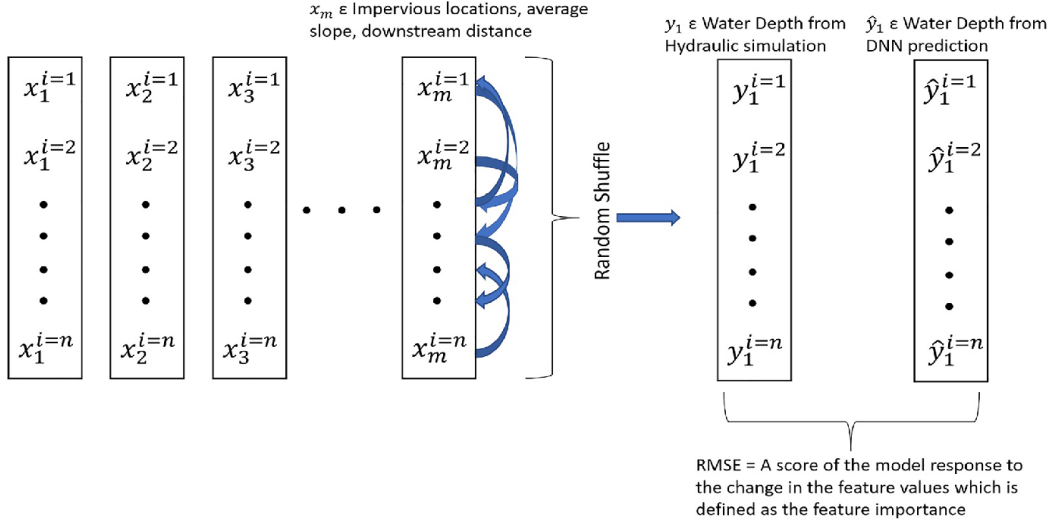 x_m ε Impervious locations, average
slope, downstream distance
y_1 ε Water Depth from
Hydraulic simulation
ŷ_1 ε Water Depth from
DNN prediction
x_1^{i=1} x_2^{i=1} x_3^{i=1} x_m^{i=1} y_1^{i=1} ŷ_1^{i=1}
x_1^{i=2} x_2^{i=2} x_3^{i=2} x_m^{i=2} y_1^{i=2} ŷ_1^{i=2}
Random Shuffle
x_1^{i=n} x_2^{i=n} x_3^{i=n} x_m^{i=n} y_1^{i=n} ŷ_1^{i=n}
RMSE = A score of the model response to
the change in the feature values which is
defined as the feature importance